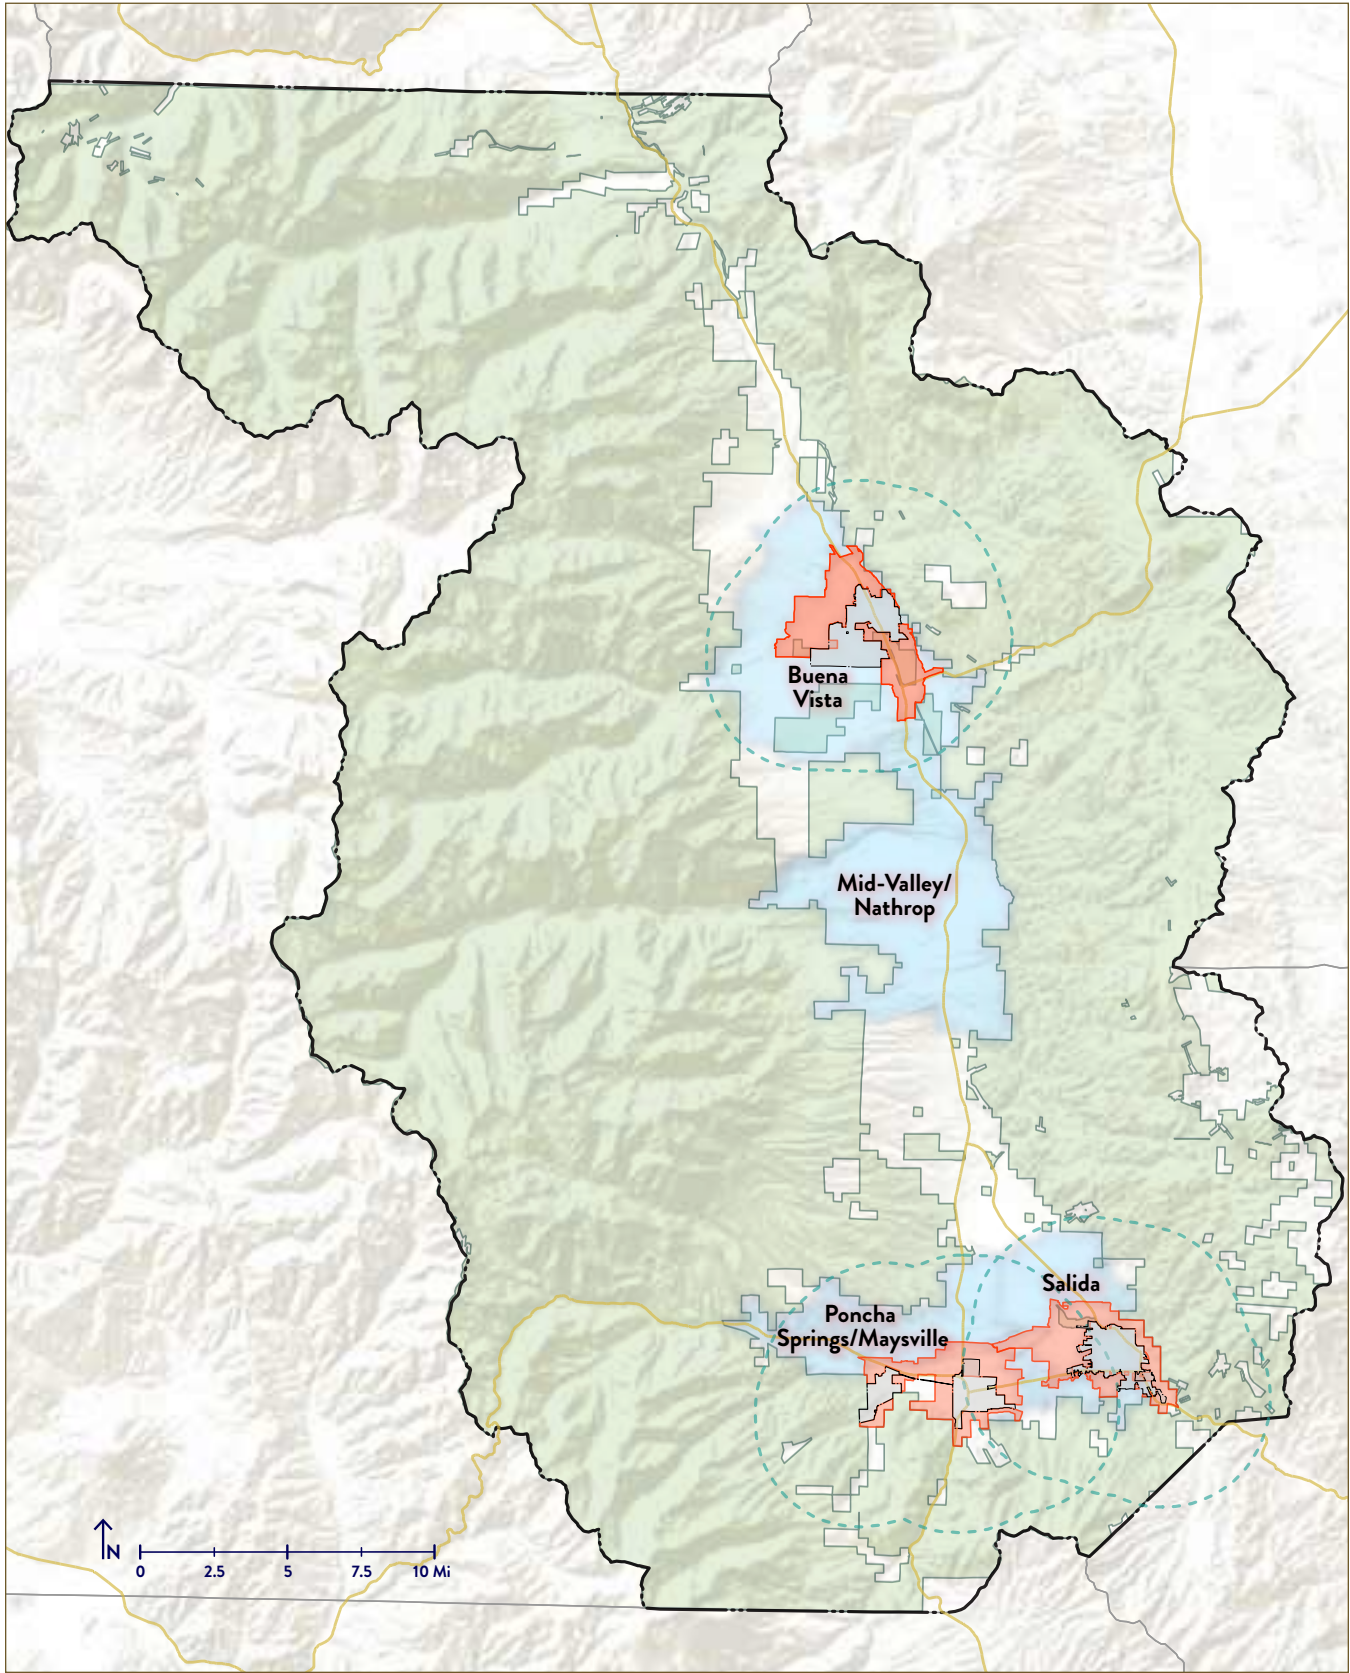 Buena
Vista
Mid-Valley/
Nathrop
Salida
Poncha
Springs/Maysville
N
0 2.5 5 7.5 10 Mi